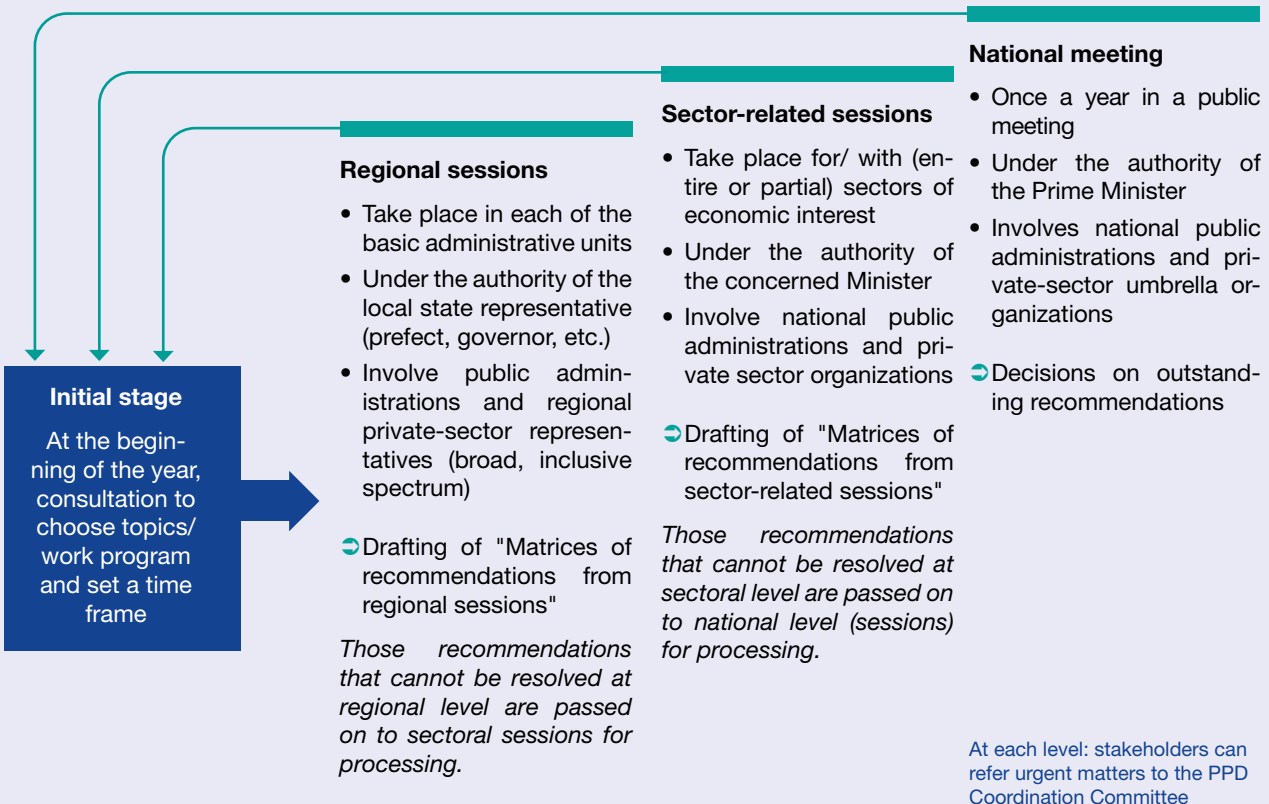 Initial stage
At the begin-
ning of the year,
consultation to
choose topics/
work program
and set a time
frame
Regional sessions
• Take place in each of the
basic administrative units
• Under the authority of the
local state representative
(prefect, governor, etc.)
• Involve public admin-
istrations and regional
private-sector represen-
tatives (broad, inclusive
spectrum)
➲ Drafting of "Matrices of
recommendations from
regional sessions"
Those recommendations
that cannot be resolved at
regional level are passed
on to sectoral sessions for
processing.
Sector-related sessions
• Take place for/ with (en-
tire or partial) sectors of
economic interest
• Under the authority of
the concerned Minister
• Involve national public
administrations and pri-
vate sector organizations
➲ Drafting of "Matrices of
recommendations from
sector-related sessions"
Those recommendations
that cannot be resolved at
sectoral level are passed on
to national level (sessions)
for processing.
National meeting
• Once a year in a public
meeting
• Under the authority of
the Prime Minister
• Involves national public
administrations and pri-
vate-sector umbrella or-
ganizations
➲ Decisions on outstand-
ing recommendations
At each level: stakeholders can
refer urgent matters to the PPD
Coordination Committee